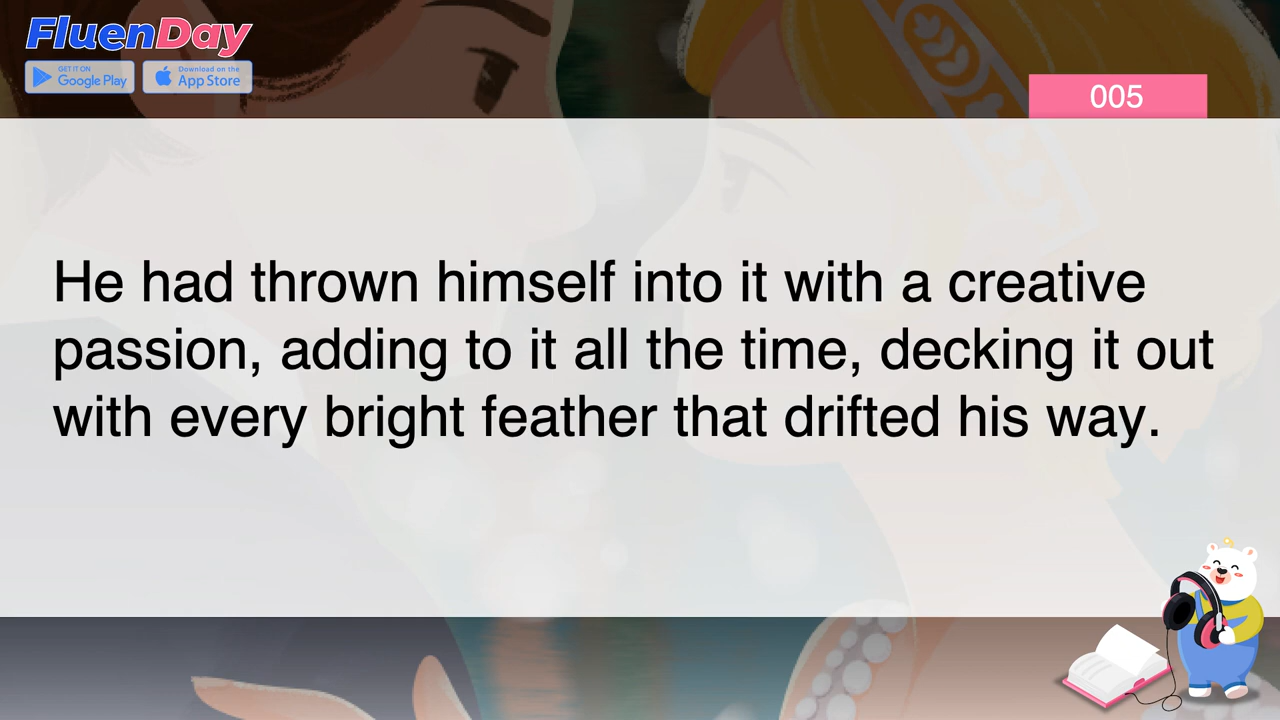 FluenDay
GET IT ON
Google Play
Download on the
App Store
005
He had thrown himself into it with a creative
passion, adding to it all the time, decking it out
with every bright feather that drifted his way.